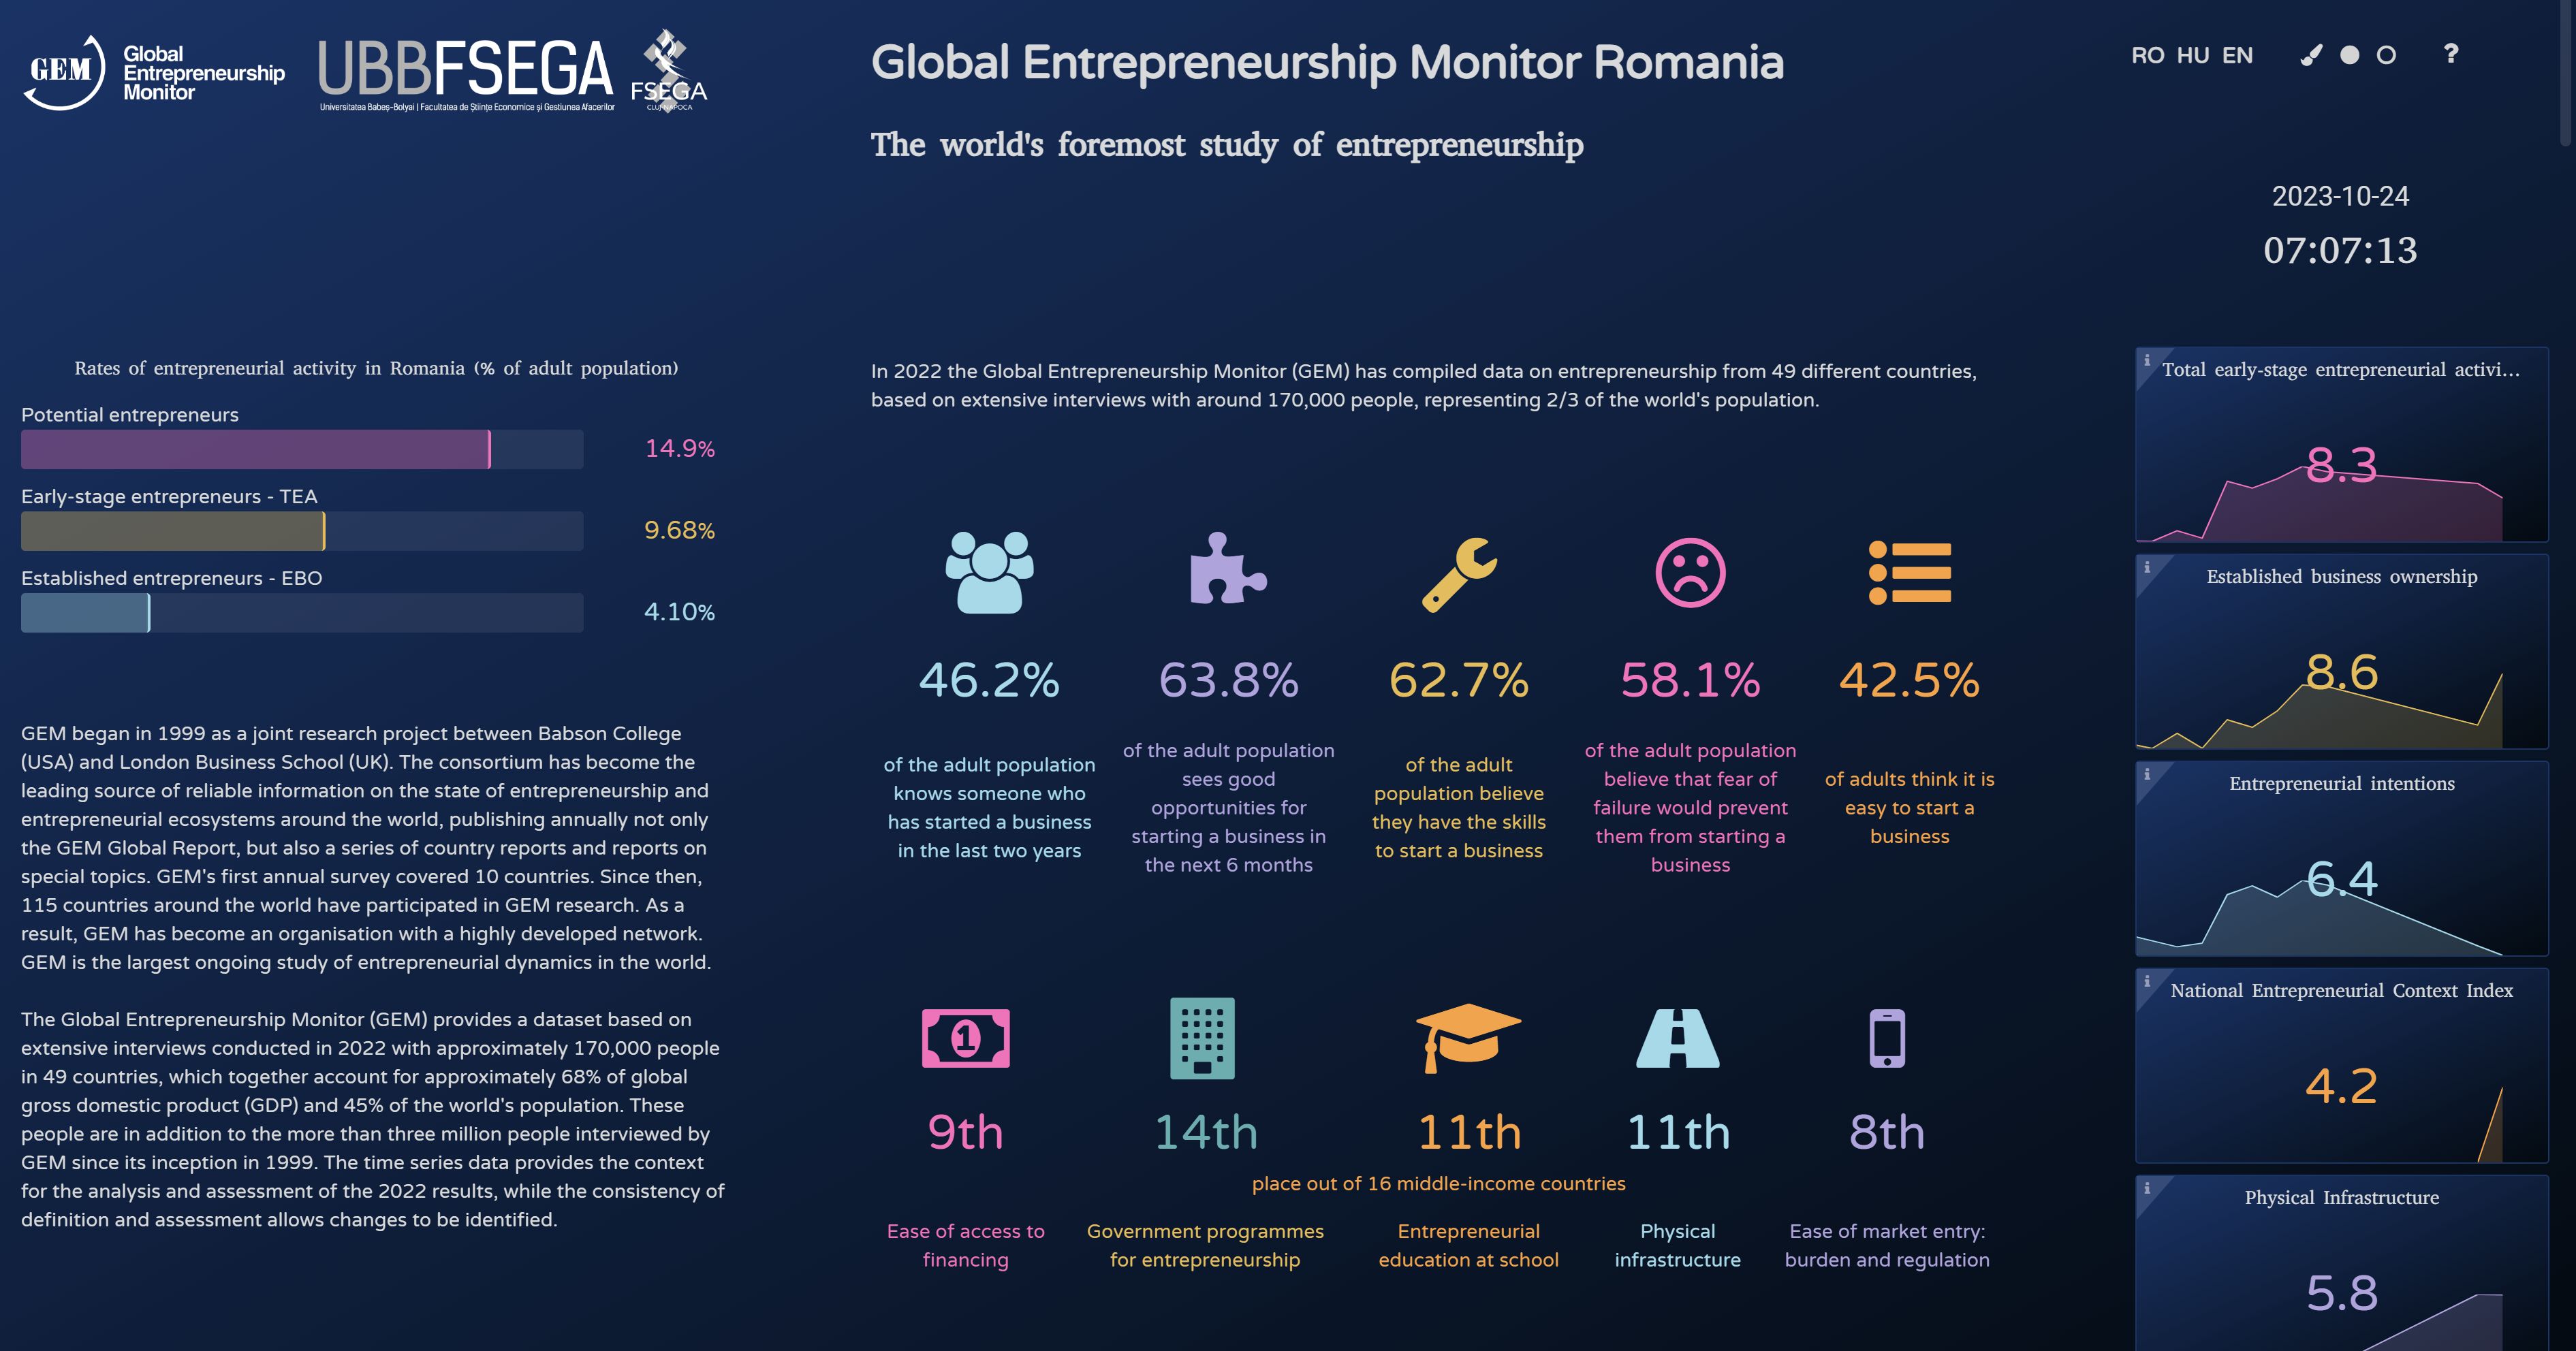 GEM
Global
Entrepreneurship
Monitor
UBBFSEGA
Universitatea Babeș-Bolyai | Facultatea de Științe Economice și Gestiunea Afacerilor
FSEGA
CLUJ-NAPOCA
Global Entrepreneurship Monitor Romania
The world's foremost study of entrepreneurship
RO HU EN
?
2023-10-24
07:07:13
Rates of entrepreneurial activity in Romania (% of adult population)
Potential entrepreneurs
14.9%
Early-stage entrepreneurs - TEA
9.68%
Established entrepreneurs - EBO
4.10%
GEM began in 1999 as a joint research project between Babson College
(USA) and London Business School (UK). The consortium has become the
leading source of reliable information on the state of entrepreneurship and
entrepreneurial ecosystems around the world, publishing annually not only
the GEM Global Report, but also a series of country reports and reports on
special topics. GEM's first annual survey covered 10 countries. Since then,
115 countries around the world have participated in GEM research. As a
result, GEM has become an organisation with a highly developed network.
GEM is the largest ongoing study of entrepreneurial dynamics in the world.
The Global Entrepreneurship Monitor (GEM) provides a dataset based on
extensive interviews conducted in 2022 with approximately 170,000 people
in 49 countries, which together account for approximately 68% of global
gross domestic product (GDP) and 45% of the world's population. These
people are in addition to the more than three million people interviewed by
GEM since its inception in 1999. The time series data provides the context
for the analysis and assessment of the 2022 results, while the consistency of
definition and assessment allows changes to be identified.
In 2022 the Global Entrepreneurship Monitor (GEM) has compiled data on entrepreneurship from 49 different countries,
based on extensive interviews with around 170,000 people, representing 2/3 of the world's population.
46.2%
of the adult population
knows someone who
has started a business
in the last two years
63.8%
of the adult population
sees good
opportunities for
starting a business in
the next 6 months
62.7%
of the adult
population believe
they have the skills
to start a business
58.1%
of the adult population
believe that fear of
failure would prevent
them from starting a
business
42.5%
of adults think it is
easy to start a
business
1
9th
14th
11th
11th
8th
place out of 16 middle-income countries
Ease of access to
financing
Government programmes
for entrepreneurship
Entrepreneurial
education at school
Physical
infrastructure
Ease of market entry:
burden and regulation
i
Total early-stage entrepreneurial activi...
8.3
i
Established business ownership
8.6
i
Entrepreneurial intentions
6.4
i
National Entrepreneurial Context Index
4.2
i
Physical Infrastructure
5.8